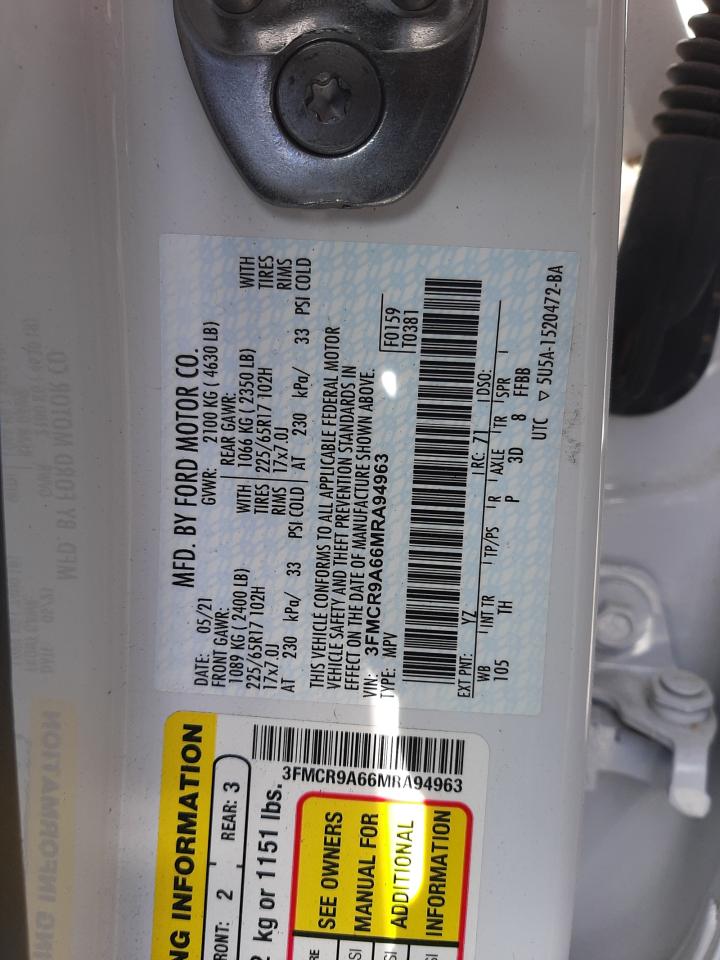 MFD. BY FORD MOTOR CO.
DATE: 05/21 GVWR: 2100 KG ( 4630 LB)
FRONT GAWR: REAR GAWR:
1089 KG ( 2400 LB) WITH 1066 KG ( 2350 LB) WITH
225/65R17 102H TIRES 225/65R17 102H TIRES
17x7.0J RIMS 17x7.0J RIMS
AT 230 kPa/ 33 PSI COLD AT 230 kPa/ 33 PSI COLD
THIS VEHICLE CONFORMS TO ALL APPLICABLE FEDERAL MOTOR
VEHICLE SAFETY AND THEFT PREVENTION STANDARDS IN
EFFECT ON THE DATE OF MANUFACTURE SHOWN ABOVE.
VIN: 3FMCR9A66MRA94963 F0159
TYPE: MPV T0381
EXT PNT: YZ RC: 71 DSO:
WB INT TR TP/PS R AXLE TR SPR
105 TH P 3D 8 FFBB
UTC ▽ 5U5A-1520472-BA
NG INFORMATION
RONT: 2 REAR: 3
kg or 1151 lbs.
3FMCR9A66MRA94963
SEE OWNERS
MANUAL FOR
ADDITIONAL
INFORMATION